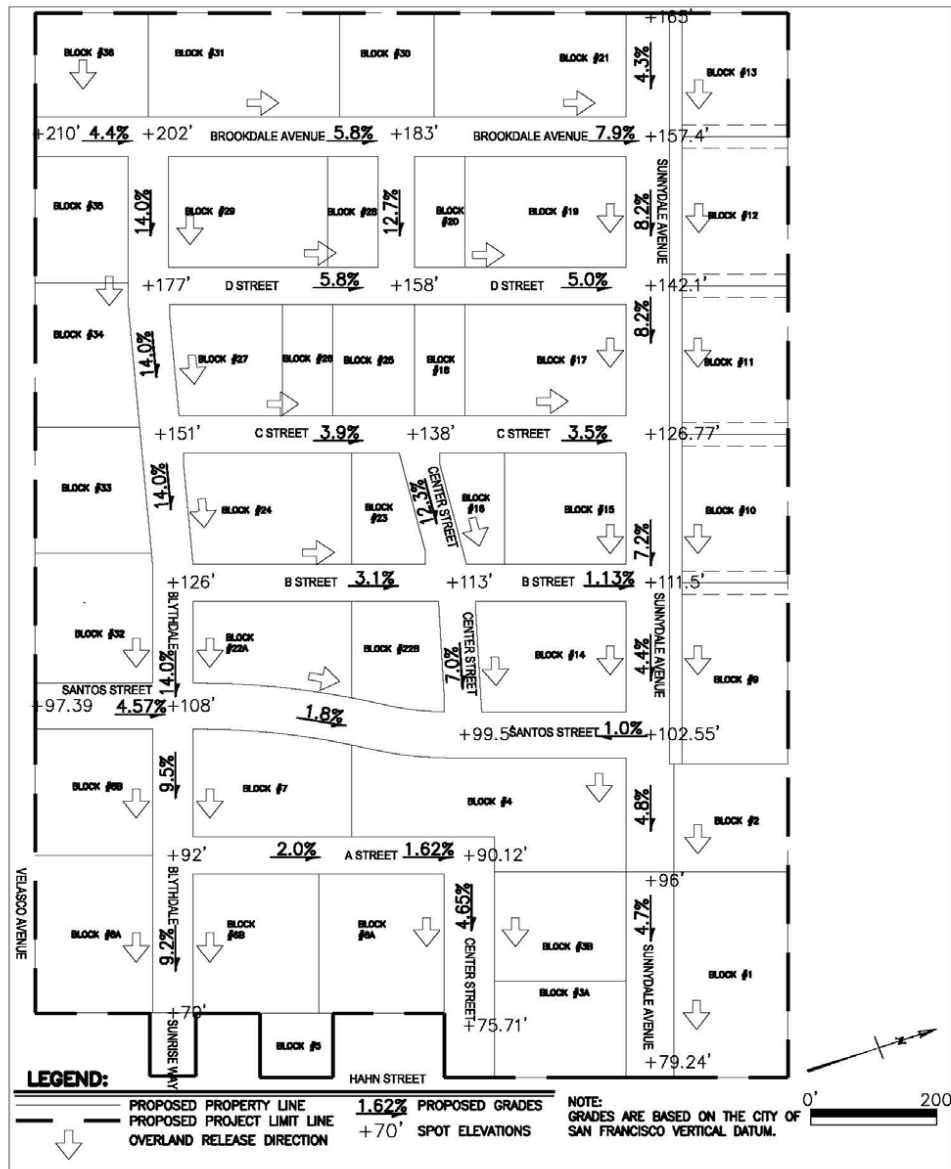 +165'
BLOCK #36
BLOCK #31
BLOCK #30
BLOCK #21
4.3%
BLOCK #13
+210' 4.4% +202' BROOKDALE AVENUE 5.8% +183' BROOKDALE AVENUE 7.9% +157.4'
BLOCK #35
14.0%
BLOCK #29
BLOCK #28
12.7%
BLOCK #20
BLOCK #19
8.2%
SUNNYDALE AVENUE
BLOCK #12
+177' D STREET 5.8% +158' D STREET 5.0% +142.1'
BLOCK #34
14.0%
BLOCK #27
BLOCK #26
BLOCK #25
BLOCK #18
BLOCK #17
8.2%
BLOCK #11
+151' C STREET 3.9% +138' C STREET 3.5% +126.77'
BLOCK #33
14.0%
BLOCK #24
BLOCK #23
12.3%
CENTER STREET
BLOCK #16
BLOCK #15
7.2%
BLOCK #10
+126' B STREET 3.1% +113' B STREET 1.13% +111.5'
BLOCK #32
BLYTHDALE
14.0%
BLOCK #22A
BLOCK #22B
CENTER STREET
7.0%
BLOCK #14
4.4%
SUNNYDALE AVENUE
BLOCK #9
SANTOS STREET
+97.39 4.57% +108' 1.8% +99.5' SANTOS STREET 1.0% +102.55'
BLOCK #8B
9.5%
BLOCK #7
BLOCK #4
4.8%
BLOCK #2
+92' 2.0% A STREET 1.62% +90.12'
+96'
VELASCO AVENUE
BLOCK #8A
BLYTHDALE
9.2%
BLOCK #6B
BLOCK #6A
4.65%
CENTER STREET
BLOCK #3B
BLOCK #3A
4.7%
SUNNYDALE AVENUE
BLOCK #1
+70'
+75.71'
SUNRISE WAY
BLOCK #5
+79.24'
HAHN STREET
N
LEGEND:
PROPOSED PROPERTY LINE
PROPOSED PROJECT LIMIT LINE
OVERLAND RELEASE DIRECTION
1.62% PROPOSED GRADES
+70' SPOT ELEVATIONS
NOTE:
GRADES ARE BASED ON THE CITY OF
SAN FRANCISCO VERTICAL DATUM.
0' 200